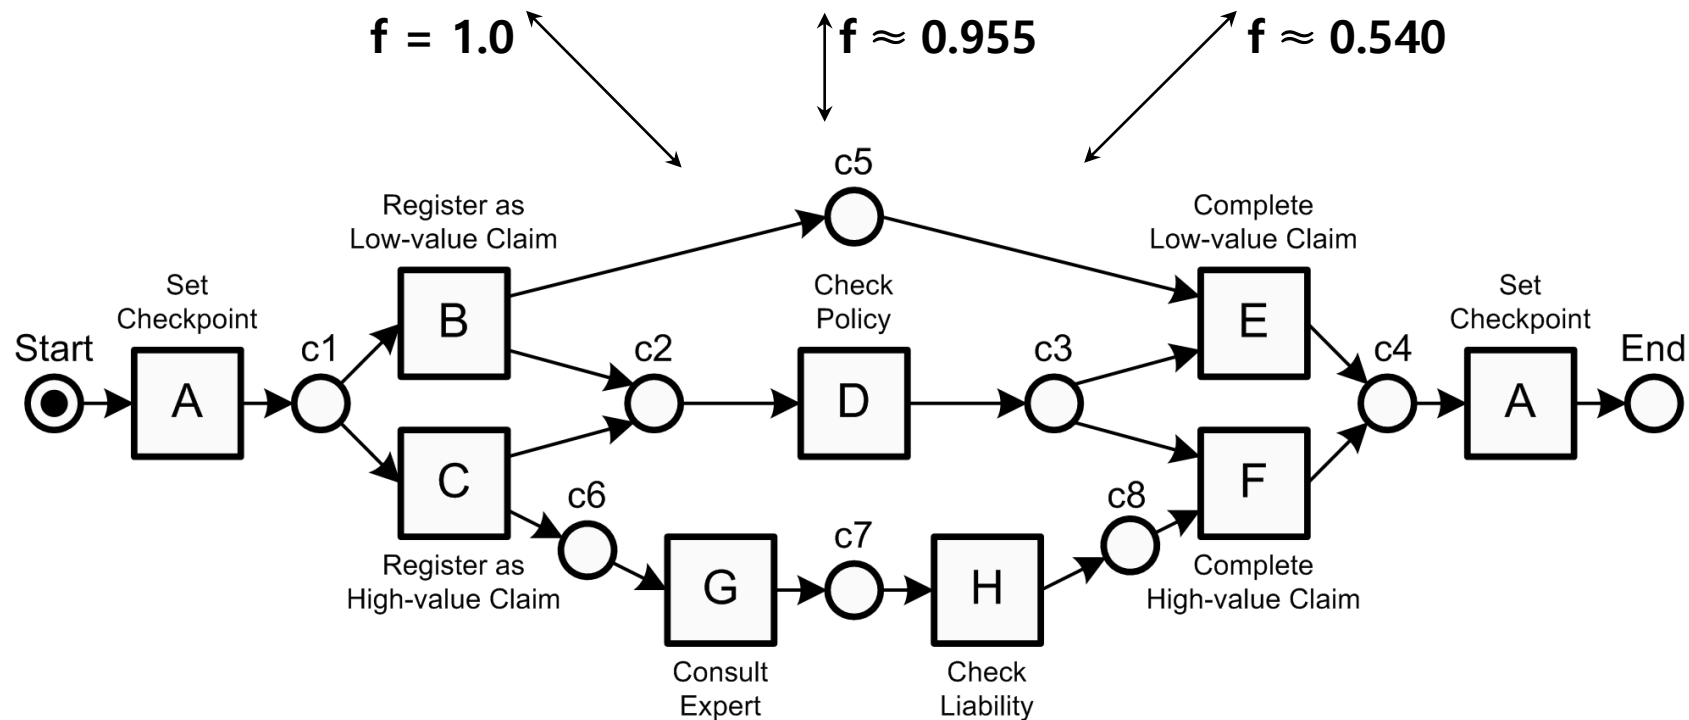 f = 1.0
f ≈ 0.955
f ≈ 0.540
c5
Register as
Low-value Claim
Complete
Low-value Claim
Set
Checkpoint
Check
Policy
Set
Checkpoint
B
E
Start
c1
c2
c3
c4
End
A
D
A
C
F
c6
c8
c7
Register as
High-value Claim
Complete
High-value Claim
G
H
Consult
Expert
Check
Liability